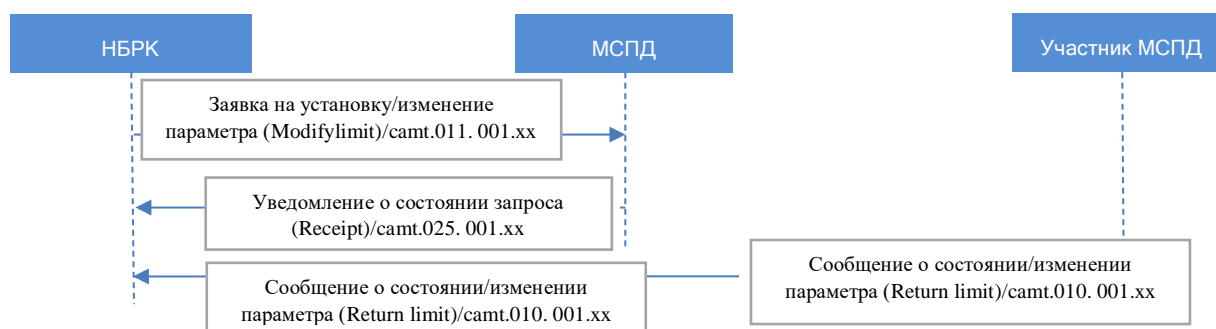 НБРК
МСПД
Участник МСПД
Заявка на установку/изменение
параметра (Modifylimit)/camt.011. 001.xx
Уведомление о состоянии запроса
(Receipt)/camt.025. 001.xx
Сообщение о состоянии/изменении
параметра (Return limit)/camt.010. 001.xx
Сообщение о состоянии/изменении
параметра (Return limit)/camt.010. 001.xx